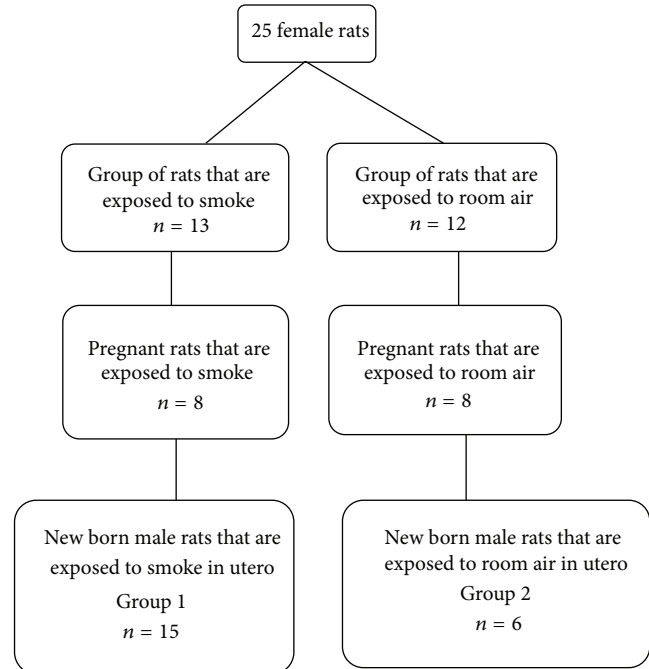 25 female rats
Group of rats that are
exposed to smoke
n = 13
Group of rats that are
exposed to room air
n = 12
Pregnant rats that are
exposed to smoke
n = 8
Pregnant rats that are
exposed to room air
n = 8
New born male rats that are
exposed to smoke in utero
Group 1
n = 15
New born male rats that are
exposed to room air in utero
Group 2
n = 6